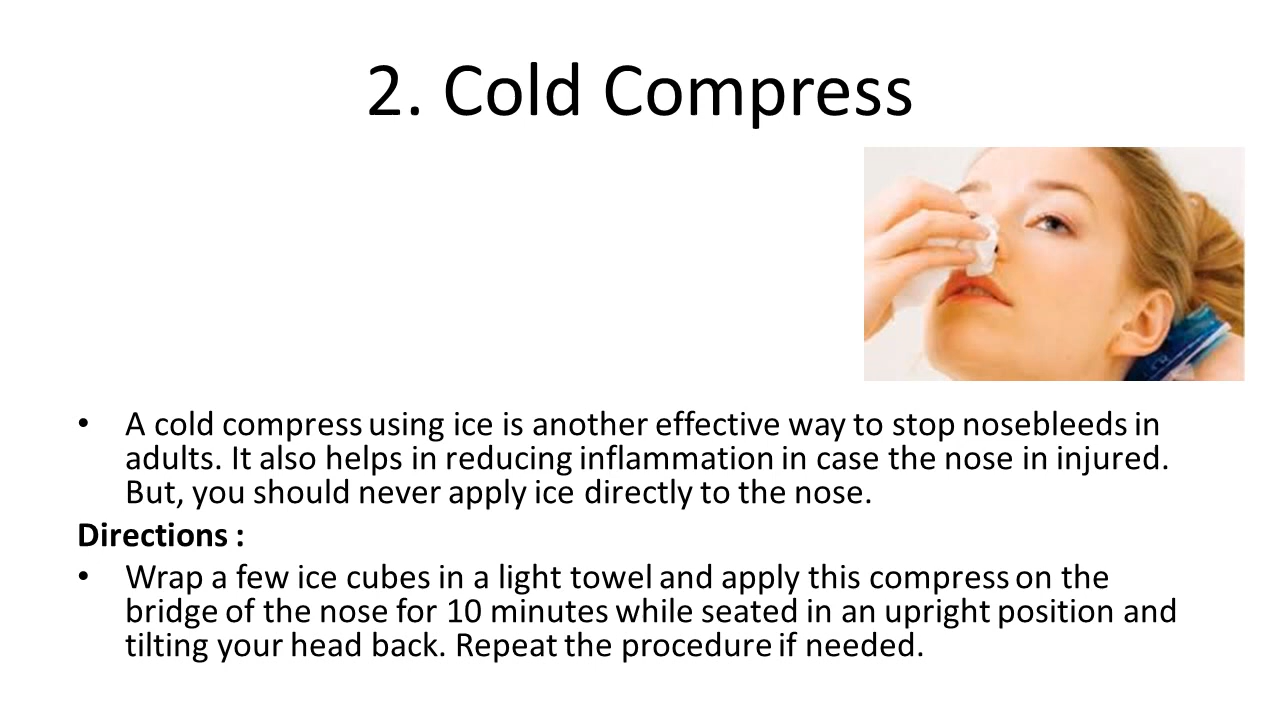 2. Cold Compress
• A cold compress using ice is another effective way to stop nosebleeds in
adults. It also helps in reducing inflammation in case the nose in injured.
But, you should never apply ice directly to the nose.
Directions :
• Wrap a few ice cubes in a light towel and apply this compress on the
bridge of the nose for 10 minutes while seated in an upright position and
tilting your head back. Repeat the procedure if needed.